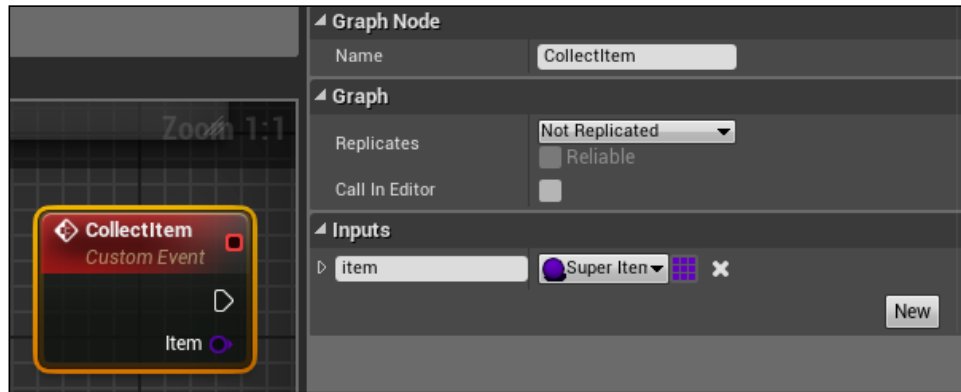 Zoom 1:1
CollectItem
Custom Event
Item
Graph Node
Name CollectItem
Graph
Replicates Not Replicated
Reliable
Call In Editor
Inputs
item Super Iten
New